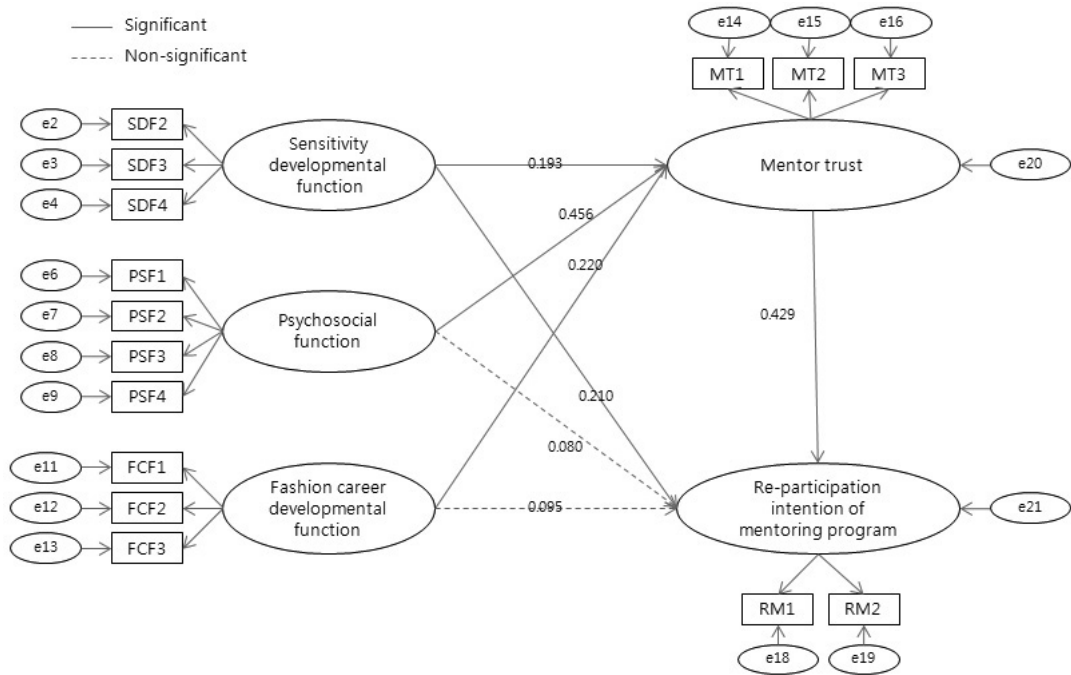 Significant
Non-significant
e14
e15
e16
MT1
MT2
MT3
e2
SDF2
e3
SDF3
e4
SDF4
Sensitivity
developmental
function
0.193
Mentor trust
e20
0.456
0.220
e6
PSF1
e7
PSF2
e8
PSF3
e9
PSF4
Psychosocial
function
0.429
0.210
0.080
e11
FCF1
e12
FCF2
e13
FCF3
Fashion career
developmental
function
0.095
Re-participation
intention of
mentoring program
e21
RM1
RM2
e18
e19